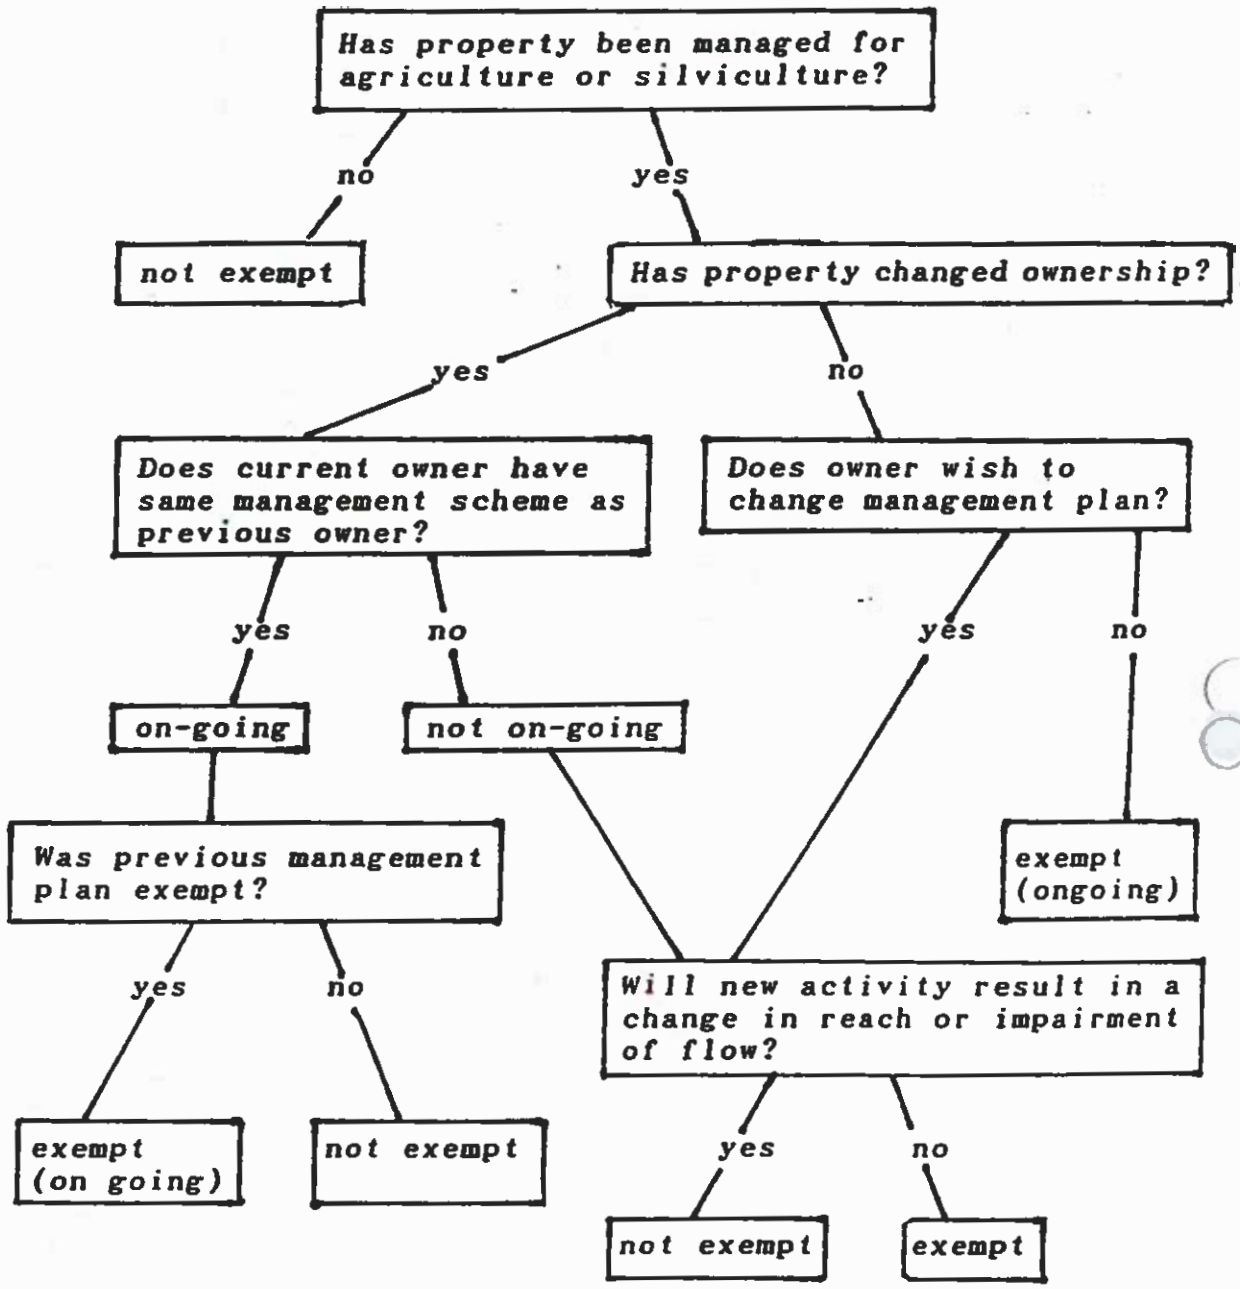 Has property been managed for
agriculture or silviculture?
no
yes
not exempt
Has property changed ownership?
yes
no
Does current owner have
same management scheme as
previous owner?
Does owner wish to
change management plan?
yes
no
yes
no
on-going
not on-going
Was previous management
plan exempt?
exempt
(ongoing)
yes
no
Will new activity result in a
change in reach or impairment
of flow?
exempt
(on going)
not exempt
yes
no
not exempt
exempt